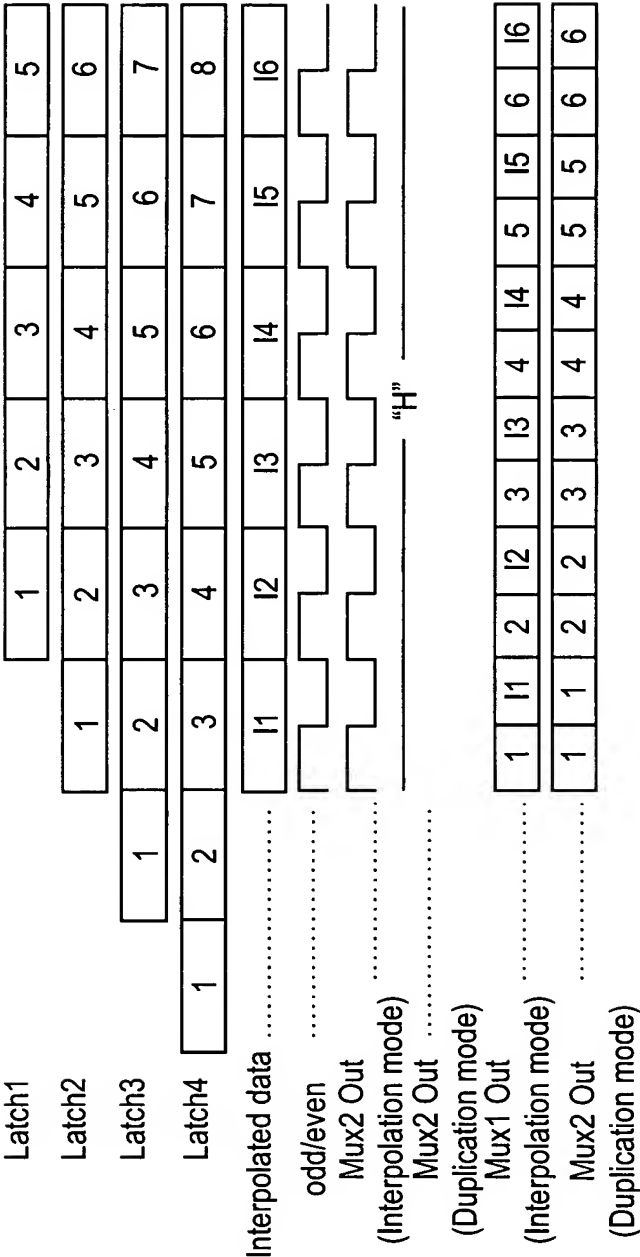 Latch1 1 2 3 4 5
Latch2 1 2 3 4 5 6
Latch3 1 2 3 4 5 6 7
Latch4 1 2 3 4 5 6 7 8
Interpolated data I1 I2 I3 I4 I5 I6
odd/even
Mux2 Out
(Interpolation mode)
"H"
Mux2 Out
(Duplication mode)
Mux1 Out
(Interpolation mode)
1 I1 2 I2 3 I3 4 I4 5 I5 6 I6
Mux2 Out
(Duplication mode)
1 1 2 2 3 3 4 4 5 5 6 6